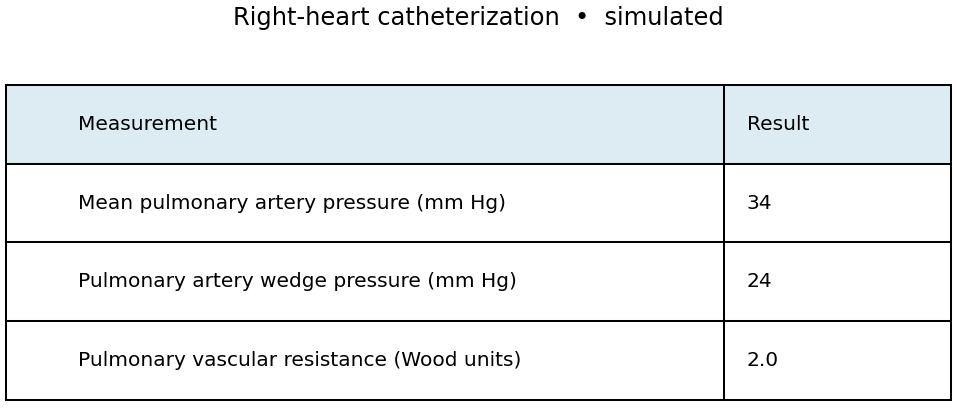 Right-heart catheterization • simulated
Measurement Result
Mean pulmonary artery pressure (mm Hg) 34
Pulmonary artery wedge pressure (mm Hg) 24
Pulmonary vascular resistance (Wood units) 2.0